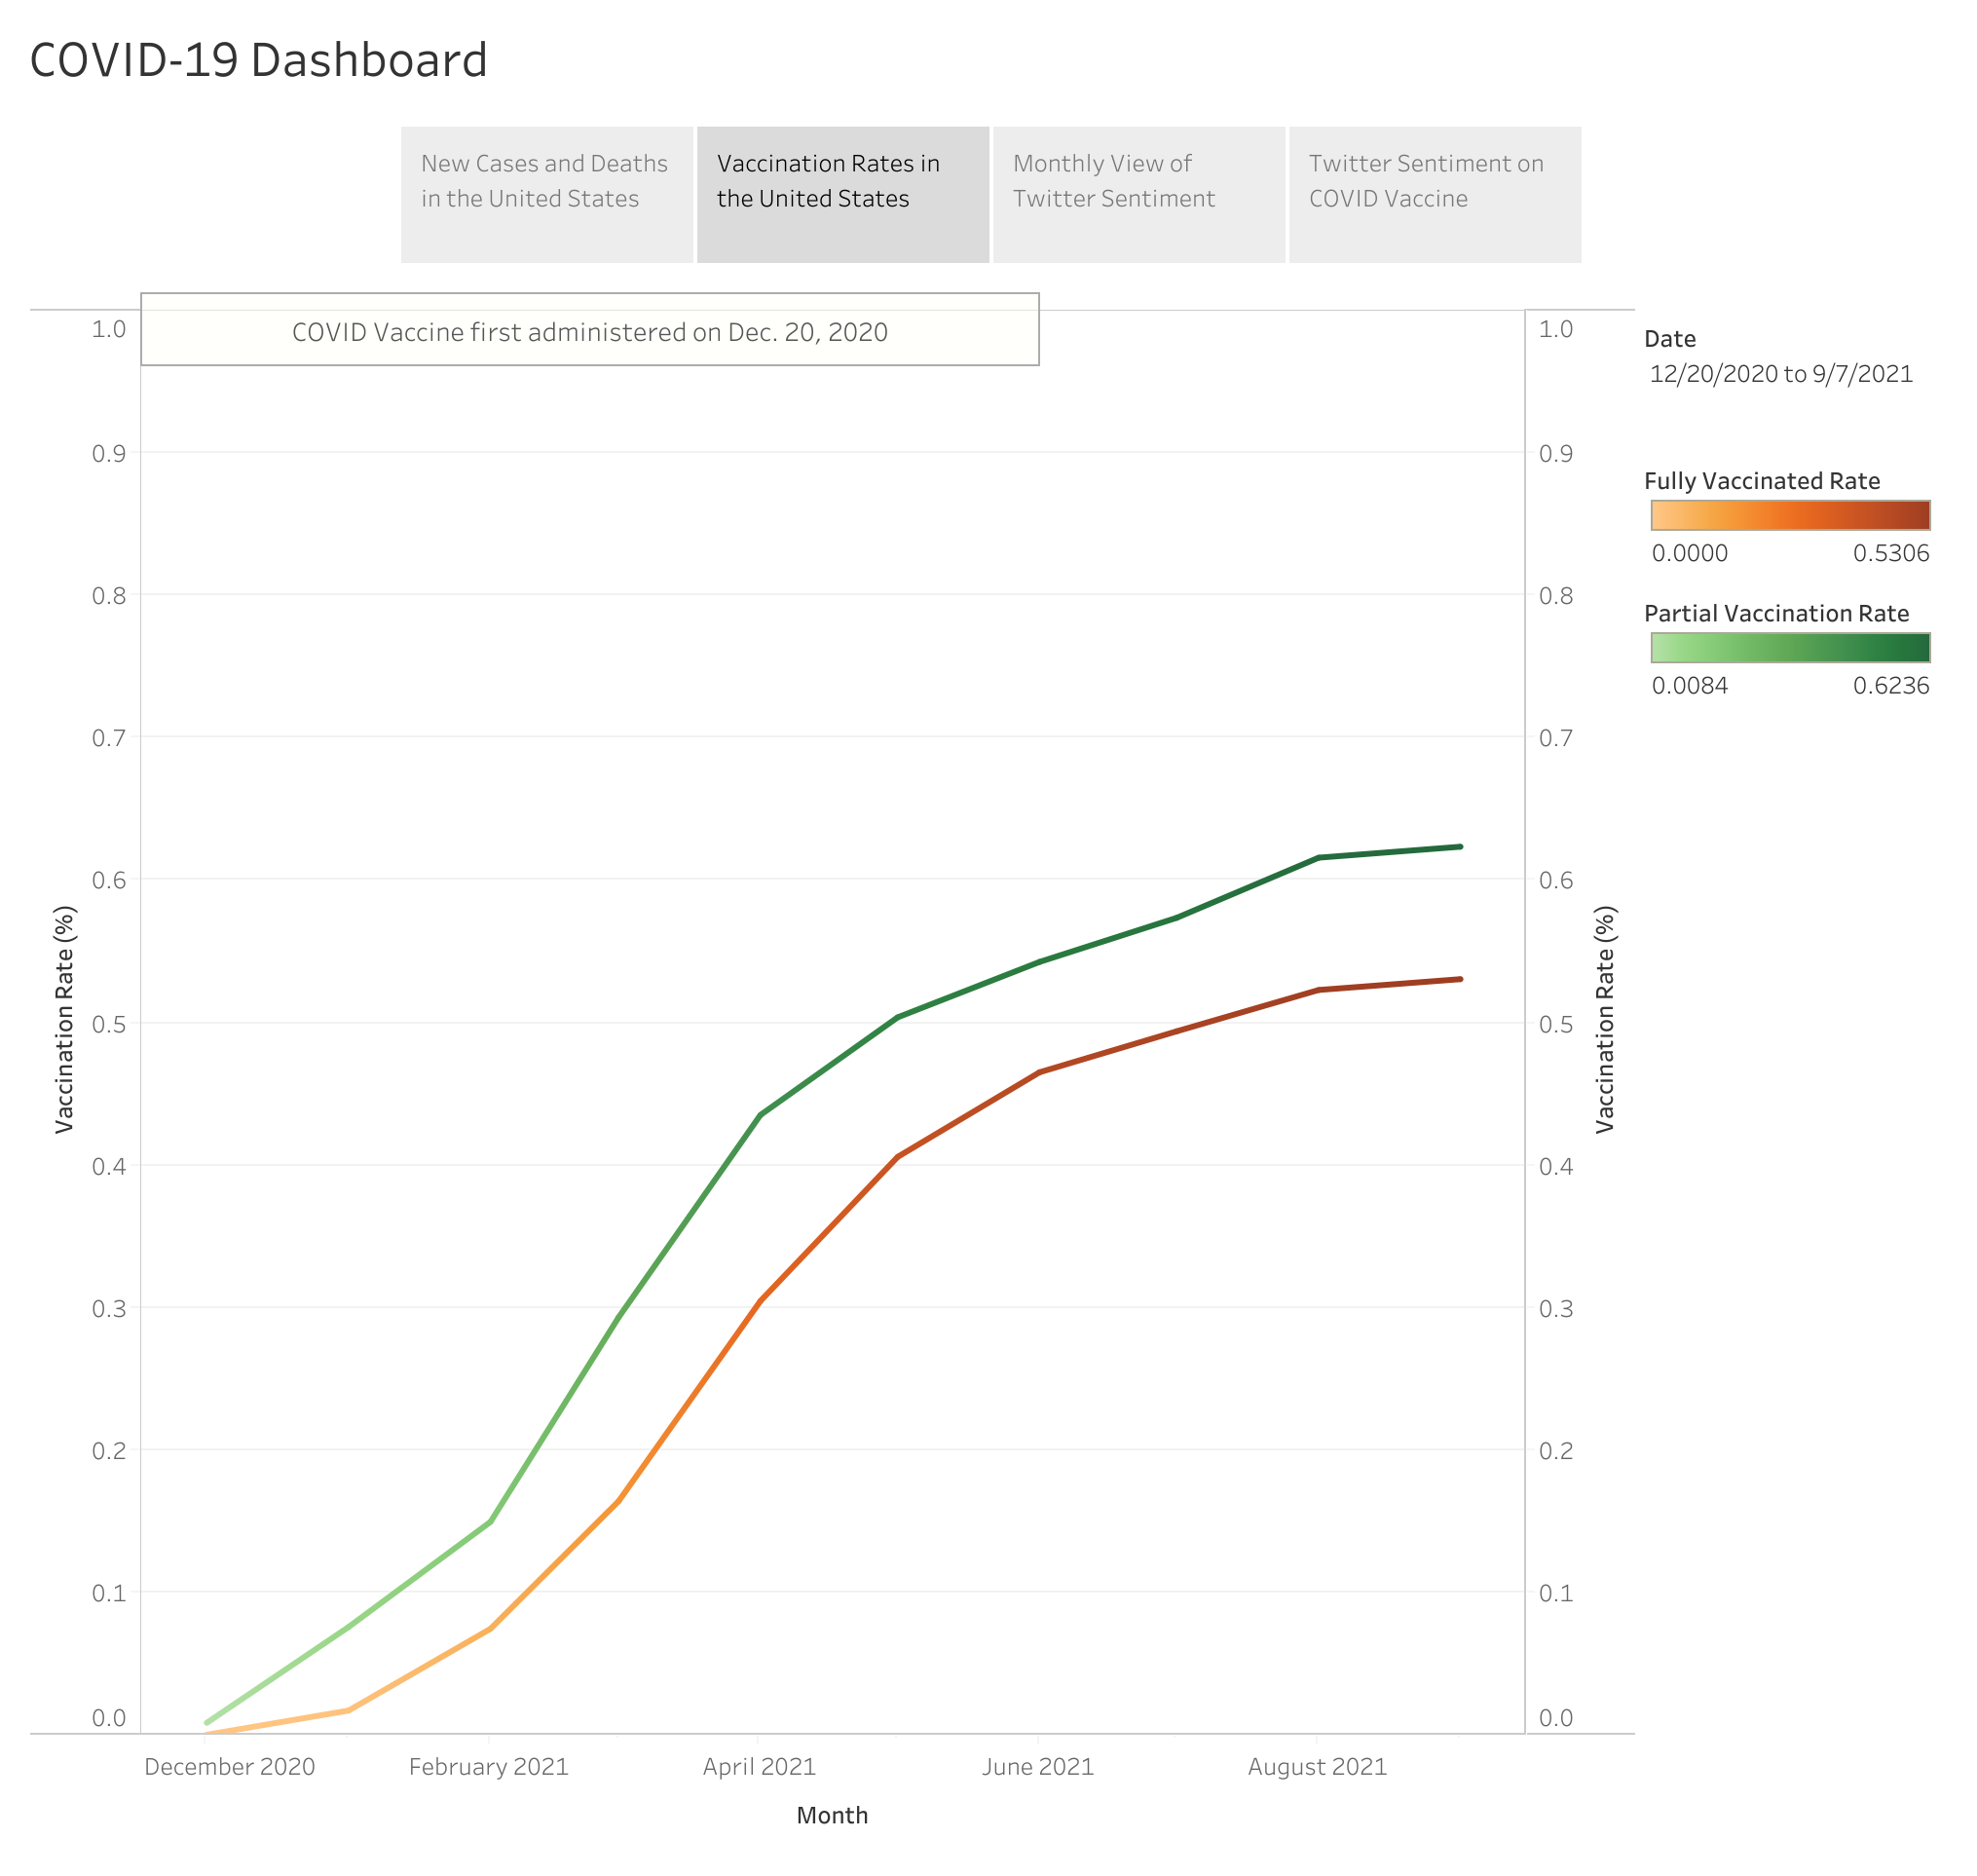 COVID-19 Dashboard
New Cases and Deaths
in the United States
Vaccination Rates in
the United States
Monthly View of
Twitter Sentiment
Twitter Sentiment on
COVID Vaccine
COVID Vaccine first administered on Dec. 20, 2020
1.0
0.9
0.8
0.7
0.6
0.5
0.4
0.3
0.2
0.1
0.0
Vaccination Rate (%)
1.0
0.9
0.8
0.7
0.6
0.5
0.4
0.3
0.2
0.1
0.0
Vaccination Rate (%)
December 2020
February 2021
April 2021
June 2021
August 2021
Month
Date
12/20/2020 to 9/7/2021
Fully Vaccinated Rate
0.0000 0.5306
Partial Vaccination Rate
0.0084 0.6236